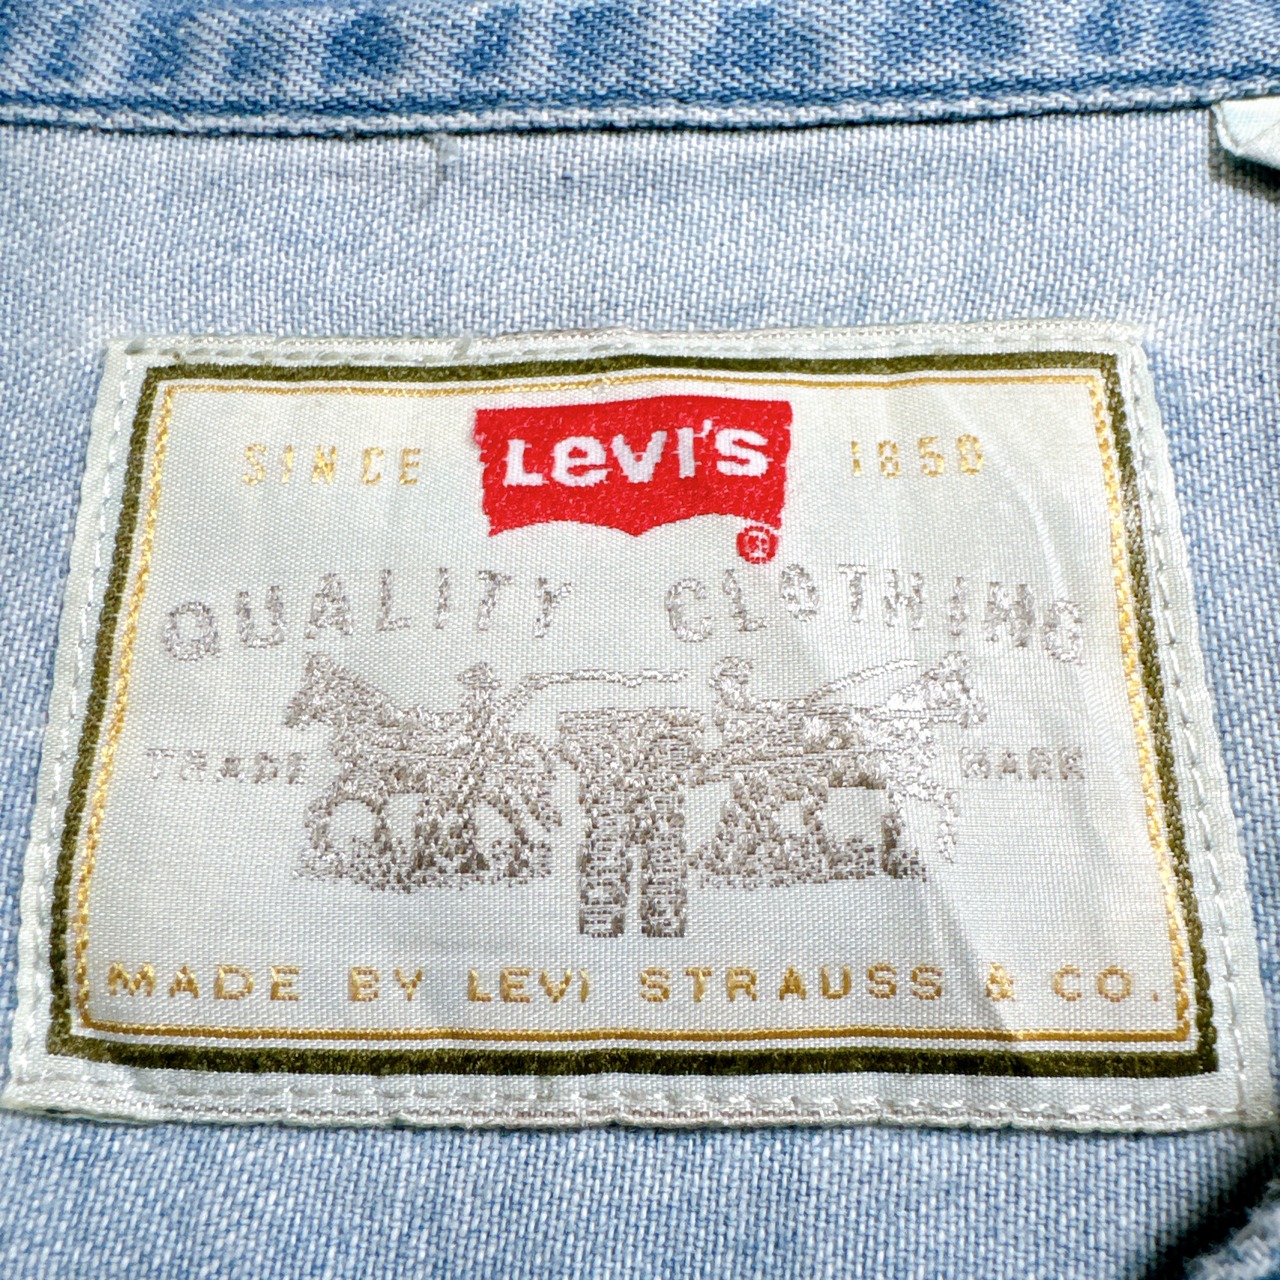 SINCE LEVI'S 1850
®
QUALITY CLOTHING
TRADE MARK
MADE BY LEVI STRAUSS & CO.